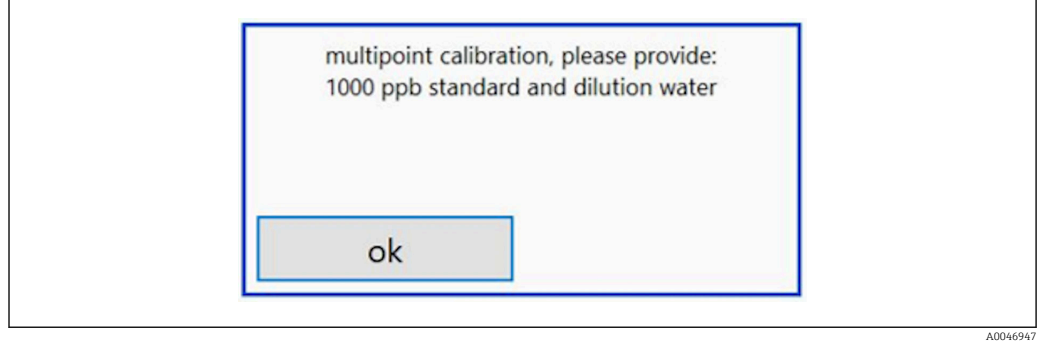 multipoint calibration, please provide:
1000 ppb standard and dilution water
ok
A0046947